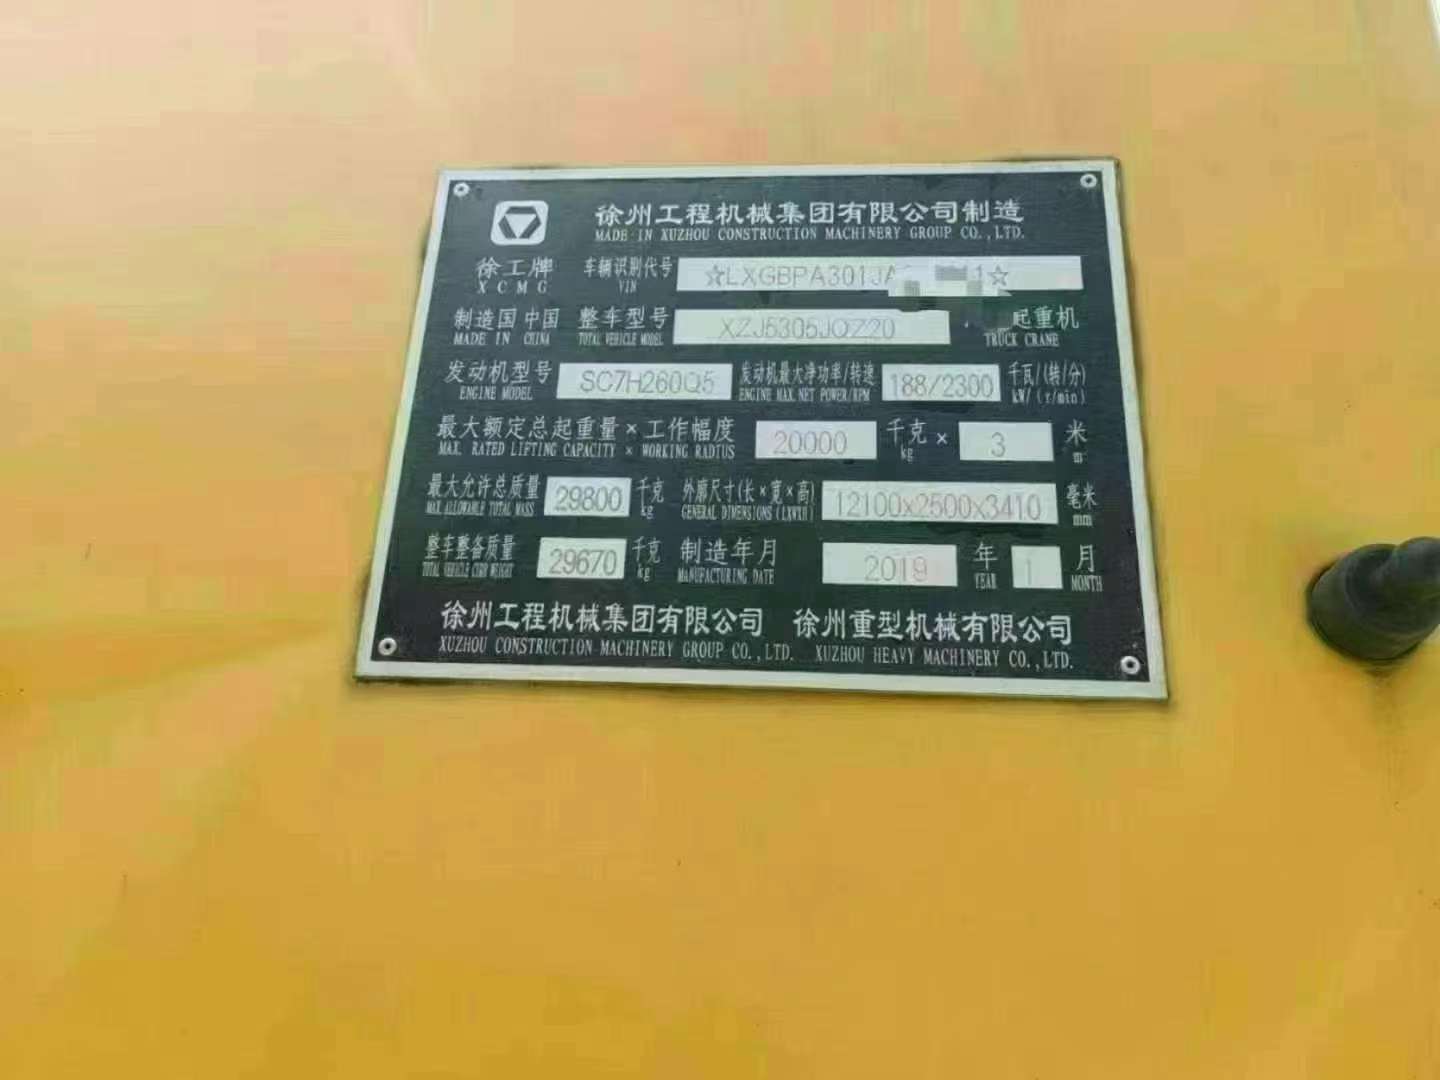 徐州工程机械集团有限公司制造
MADE IN XUZHOU CONSTRUCTION MACHINERY GROUP CO.,LTD.
徐工牌 车辆识别代号 ☆LXGBPA301JA 1☆
XCMG VIN
制造国 中国 整车型号 XZJ5305JQZ20 起重机
MADE IN CHINA TOTAL VEHICLE MODEL TRUCK CRANE
发动机型号 SC7H260Q5 发动机最大净功率/转速 188/2300 千瓦/(转/分)
ENGINE MODEL ENGINE MAX.NET POWER/RPM kW/(r/min)
最大额定总起重量×工作幅度 20000 千克 × 3 米
MAX. RATED LIFTING CAPACITY × WORKING RADIUS kg m
最大允许总质量 29800 千克 外廓尺寸(长×宽×高) 12100x2500x3410 毫米
MAX.ALLOWABLE TOTAL MASS kg GENERAL DIMENSIONS(LXWXH) mm
整车整备质量 29670 千克 制造年月 2019 年 1 月
TOTAL VEHICLE CURB WEIGHT kg MANUFACTURING DATE YEAR MONTH
徐州工程机械集团有限公司 徐州重型机械有限公司
XUZHOU CONSTRUCTION MACHINERY GROUP CO.,LTD. XUZHOU HEAVY MACHINERY CO.,LTD.